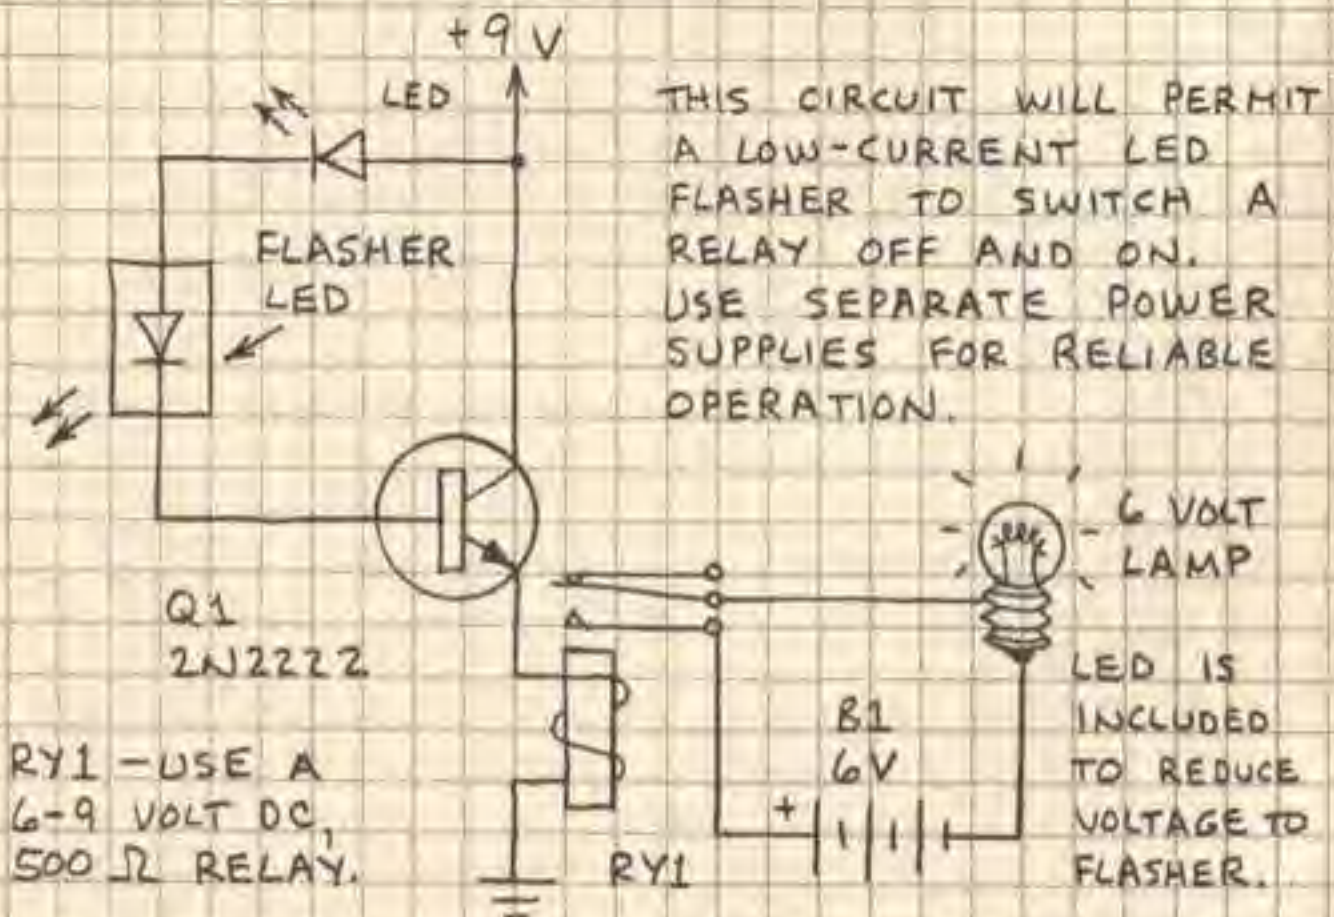 +9 V
LED
THIS CIRCUIT WILL PERMIT
A LOW-CURRENT LED
FLASHER TO SWITCH A
RELAY OFF AND ON.
USE SEPARATE POWER
SUPPLIES FOR RELIABLE
OPERATION.
FLASHER
LED
6 VOLT
LAMP
Q1
2N2222
LED IS
INCLUDED
TO REDUCE
VOLTAGE TO
FLASHER.
B1
6V
+
RY1 - USE A
6-9 VOLT DC,
500 Ω RELAY.
RY1